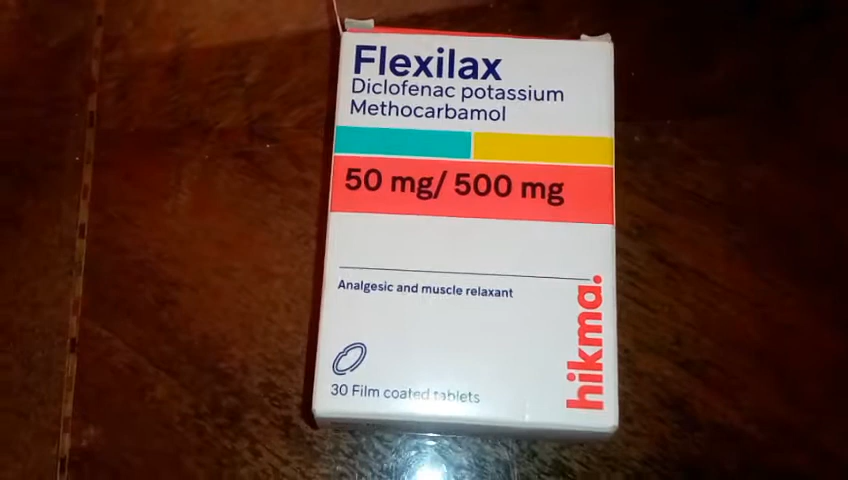 Flexilax
Diclofenac potassium
Methocarbamol
50 mg/ 500 mg
Analgesic and muscle relaxant
hikma.
30 Film coated tablets